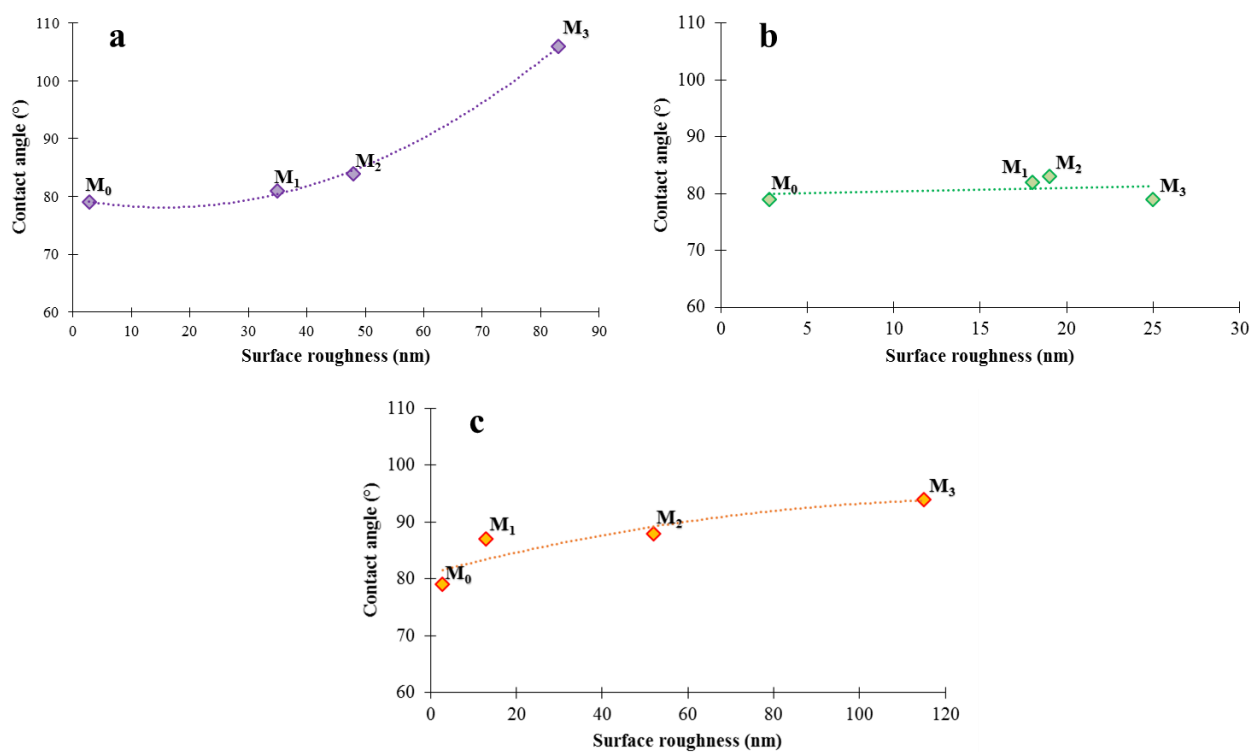 a
Contact angle (°)
110
100
90
80
70
60
M₀
M₁
M₂
M₃
0 10 20 30 40 50 60 70 80 90
Surface roughness (nm)
b
Contact angle (°)
110
100
90
80
70
60
M₀
M₁
M₂
M₃
0 5 10 15 20 25 30
Surface roughness (nm)
c
Contact angle (°)
110
100
90
80
70
60
M₀
M₁
M₂
M₃
0 20 40 60 80 100 120
Surface roughness (nm)